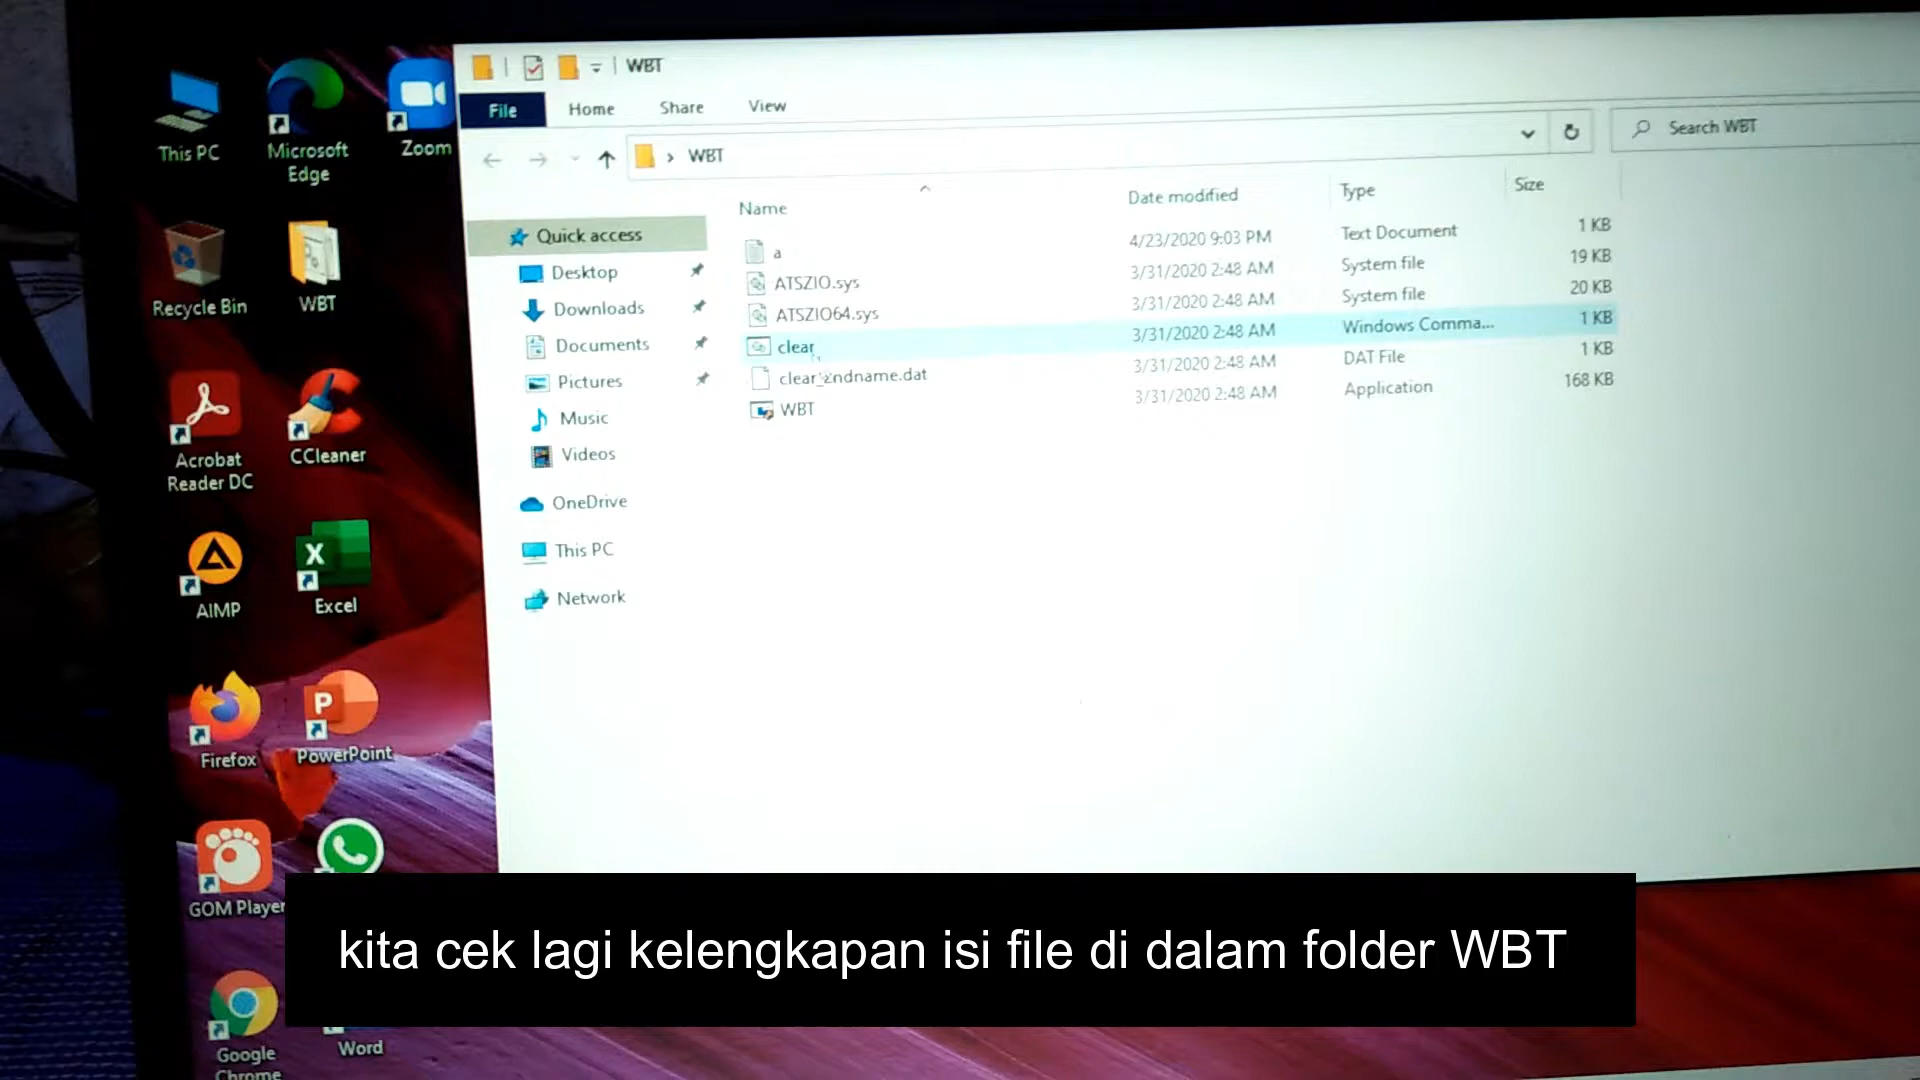 WBT
File Home Share View
WBT
Search WBT
Name Date modified Type Size
a 4/23/2020 9:03 PM Text Document 1 KB
ATSZIO.sys 3/31/2020 2:48 AM System file 19 KB
ATSZIO64.sys 3/31/2020 2:48 AM System file 20 KB
clear 3/31/2020 2:48 AM Windows Comma... 1 KB
clear_2ndname.dat 3/31/2020 2:48 AM DAT File 1 KB
WBT 3/31/2020 2:48 AM Application 168 KB
Quick access
Desktop
Downloads
Documents
Pictures
Music
Videos
OneDrive
This PC
Network
This PC
Microsoft
Edge
Zoom
Recycle Bin
WBT
Acrobat
Reader DC
CCleaner
AIMP
Excel
Firefox
PowerPoint
GOM Player
Google
Chrome
Word
kita cek lagi kelengkapan isi file di dalam folder WBT